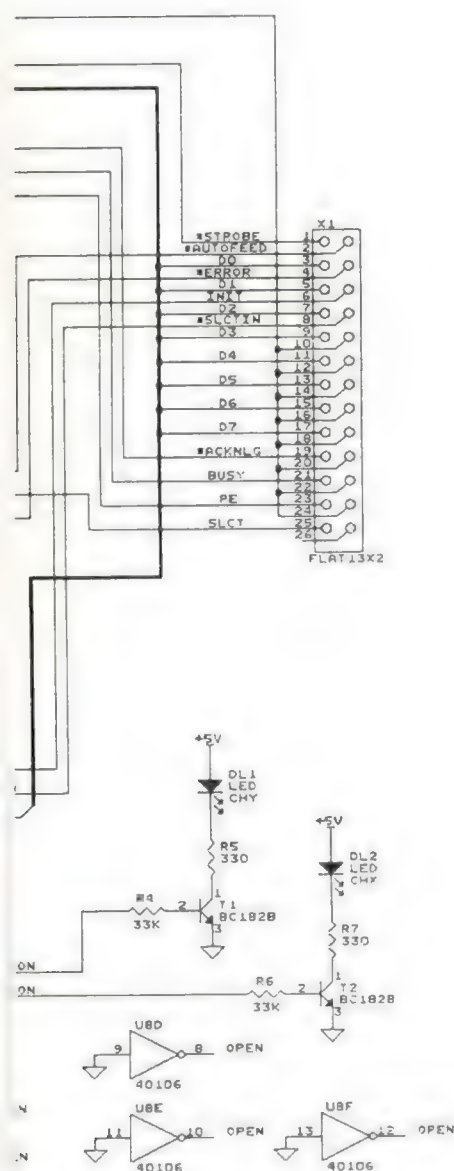 X1
*STROBE 1
*AUTOFEED 2
D0 3
*ERROR 4
D1 5
INIT 6
D2 7
*SLCTIN 8
D3 9
10
D4 11
12
D5 13
14
D6 15
16
D7 17
18
*ACKNLG 19
20
BUSY 21
22
PE 23
24
SLCT 25
26
FLAT13X2
+5V
DL1
LED
CHY
R5
330
R4
33K
2
1
T1
BC182B
3
+5V
DL2
LED
CHX
R7
330
ON
ON
R6
33K
2
1
T2
BC182B
3
U8D
9 8 OPEN
40106
U8E
11 10 OPEN
40106
U8F
13 12 OPEN
40106